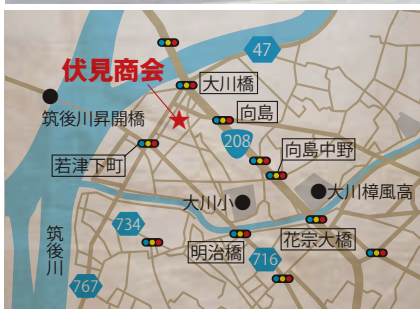 47
伏見商会
大川橋
筑後川昇開橋
向島
208
向島中野
若津下町
大川小
大川樟風高
筑後川
734
明治橋
花宗大橋
716
767